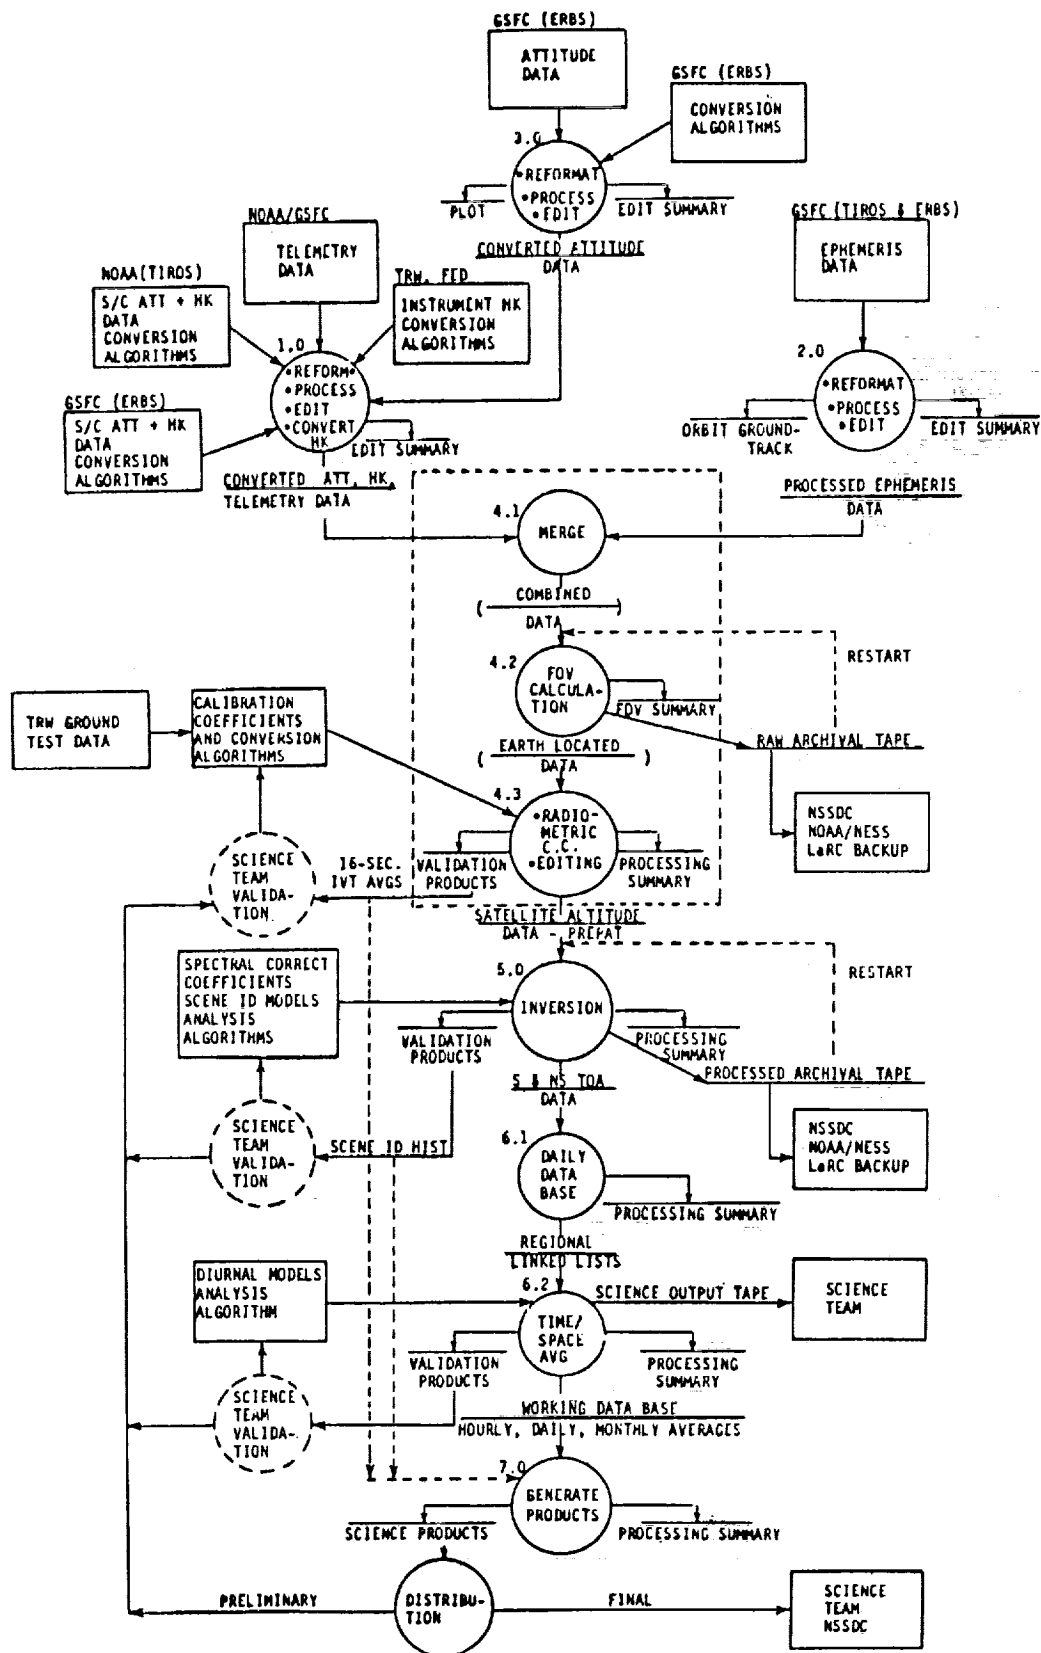 GSFC (ERBS)
ATTITUDE
DATA
GSFC (ERBS)
CONVERSION
ALGORITHMS
3.0
•REFORMAT
•PROCESS
•EDIT
PLOT
EDIT SUMMARY
CONVERTED ATTITUDE
DATA
NOAA/GSFC
TELEMETRY
DATA
NOAA(TIROS)
S/C ATT + HK
DATA
CONVERSION
ALGORITHMS
TRW, FED
INSTRUMENT HK
CONVERSION
ALGORITHMS
GSFC (TIROS & ERBS)
EPHEMERIS
DATA
1.0
•REFORM•
•PROCESS
•EDIT
•CONVERT
HK
EDIT SUMMARY
GSFC (ERBS)
S/C ATT + HK
DATA
CONVERSION
ALGORITHMS
2.0
•REFORMAT
•PROCESS
•EDIT
ORBIT GROUND-
TRACK
EDIT SUMMARY
CONVERTED ATT, HK,
TELEMETRY DATA
PROCESSED EPHEMERIS
DATA
4.1
MERGE
(COMBINED)
DATA
RESTART
4.2
FOV
CALCULA-
TION
FOV SUMMARY
RAW ARCHIVAL TAPE
TRW GROUND
TEST DATA
CALIBRATION
COEFFICIENTS
AND CONVERSION
ALGORITHMS
(EARTH LOCATED)
DATA
4.3
•RADIO-
METRIC
C.C.
•EDITING
NSSDC
NOAA/NESS
LaRC BACKUP
SCIENCE
TEAM
VALIDA-
TION
16-SEC.
IVT AVGS
VALIDATION
PRODUCTS
PROCESSING
SUMMARY
SATELLITE ALTITUDE
DATA - PREPAT
RESTART
SPECTRAL CORRECT
COEFFICIENTS
SCENE ID MODELS
ANALYSIS
ALGORITHMS
5.0
INVERSION
VALIDATION
PRODUCTS
PROCESSING
SUMMARY
PROCESSED ARCHIVAL TAPE
S & NS TOA
DATA
NSSDC
NOAA/NESS
LaRC BACKUP
SCIENCE
TEAM
VALIDA-
TION
SCENE ID HIST
6.1
DAILY
DATA
BASE
PROCESSING SUMMARY
REGIONAL
LINKED LISTS
DIURNAL MODELS
ANALYSIS
ALGORITHM
6.2
TIME/
SPACE
AVG
SCIENCE OUTPUT TAPE
SCIENCE
TEAM
VALIDATION
PRODUCTS
PROCESSING
SUMMARY
SCIENCE
TEAM
VALIDA-
TION
WORKING DATA BASE
HOURLY, DAILY, MONTHLY AVERAGES
7.0
GENERATE
PRODUCTS
SCIENCE PRODUCTS
PROCESSING SUMMARY
PRELIMINARY
DISTRIBU-
TION
FINAL
SCIENCE
TEAM
NSSDC